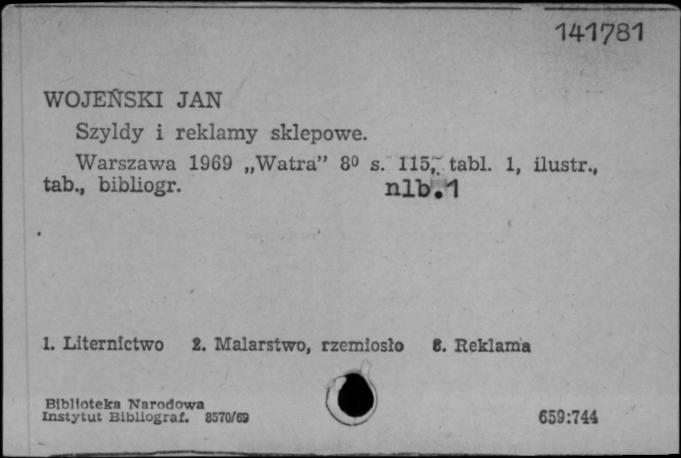 141781
WOJEŃSKI JAN
Szyldy i reklamy sklepowe.
Warszawa 1969 „Watra” 8⁰ s. 115, tabl. 1, ilustr.,
tab., bibliogr. nlb.1
1. Liternictwo 2. Malarstwo, rzemiosło 3. Reklama
Biblioteka Narodowa
Instytut Bibliograf. 8570/69 659:744